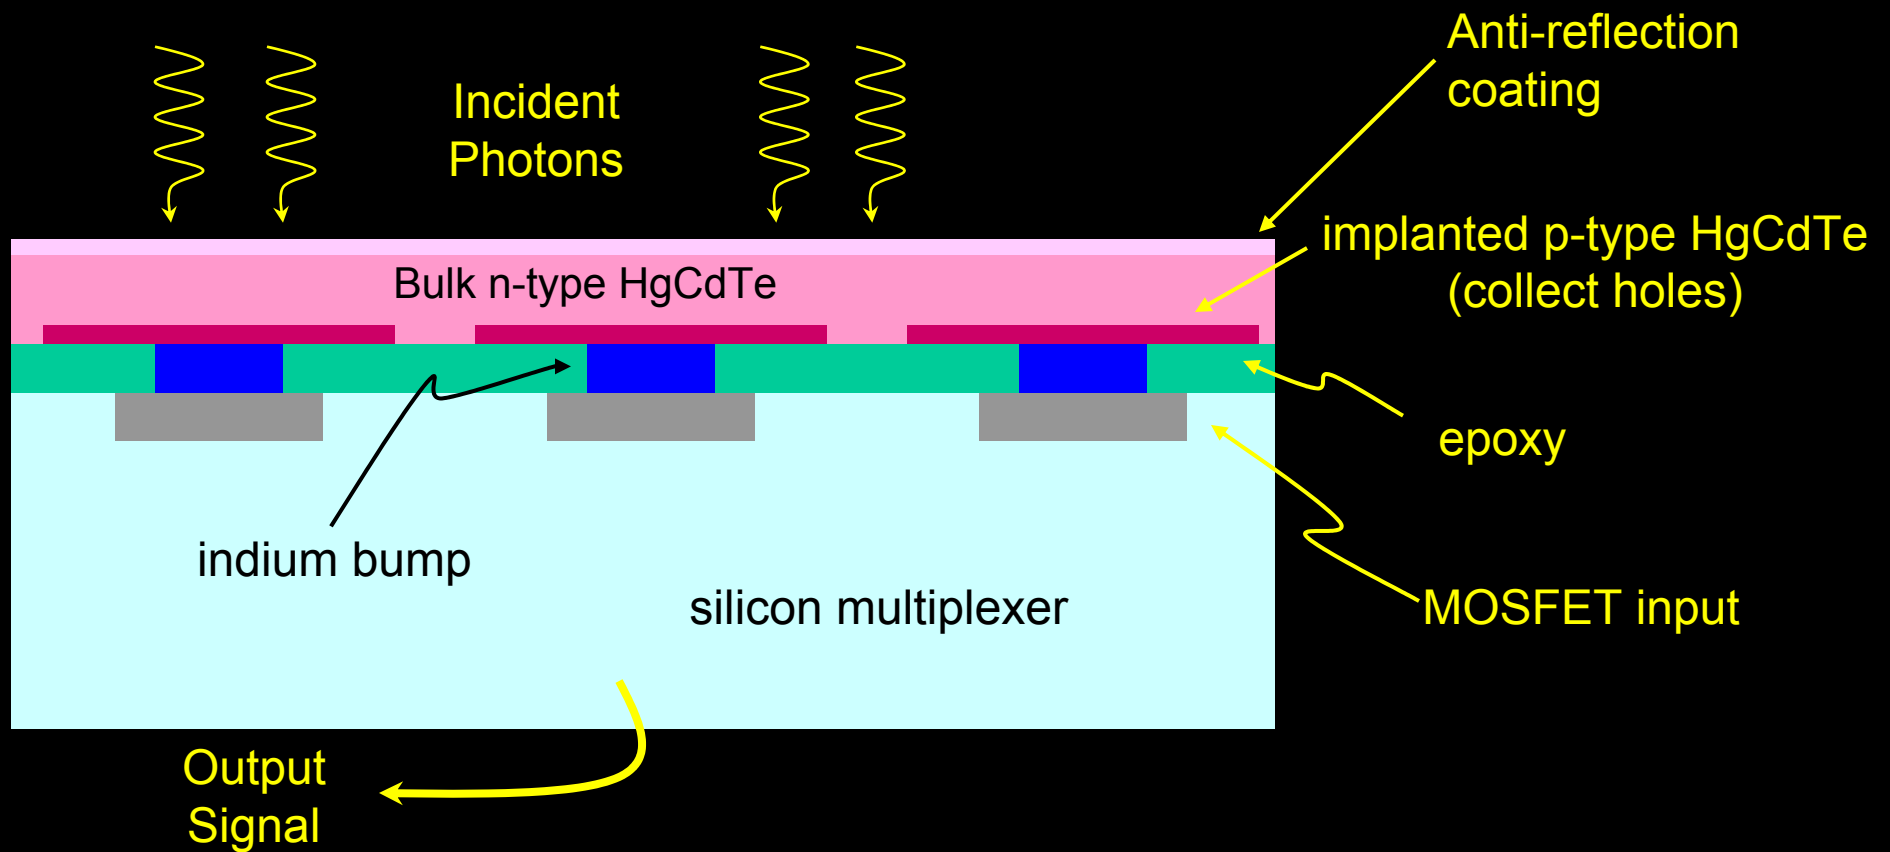 Anti-reflection
coating
Incident
Photons
implanted p-type HgCdTe
(collect holes)
Bulk n-type HgCdTe
epoxy
indium bump
silicon multiplexer
MOSFET input
Output
Signal